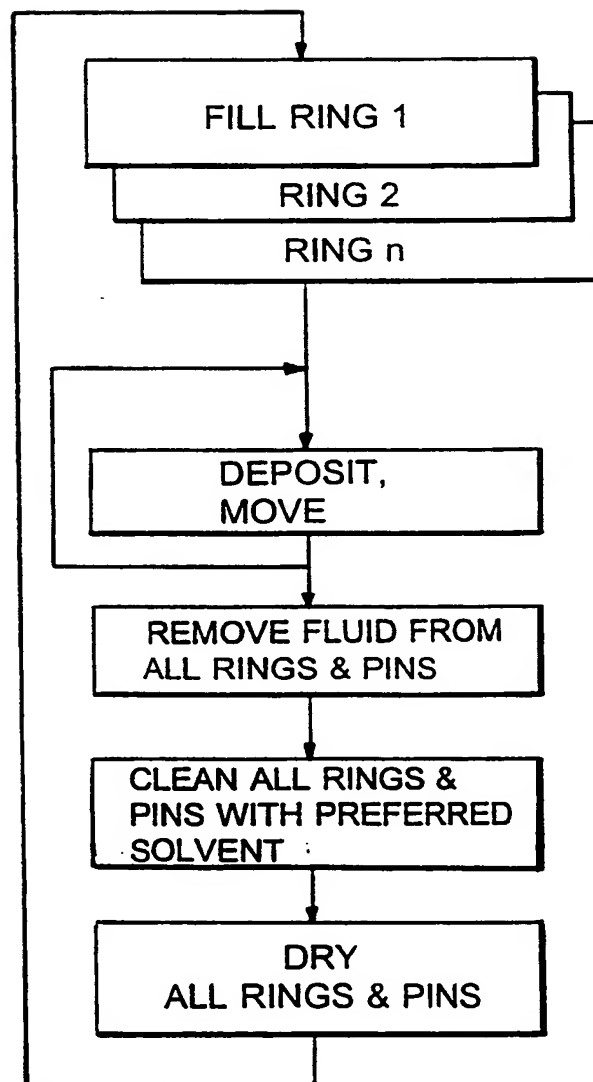 FILL RING 1
RING 2
RING n
DEPOSIT,
MOVE
REMOVE FLUID FROM
ALL RINGS & PINS
CLEAN ALL RINGS &
PINS WITH PREFERRED
SOLVENT
DRY
ALL RINGS & PINS